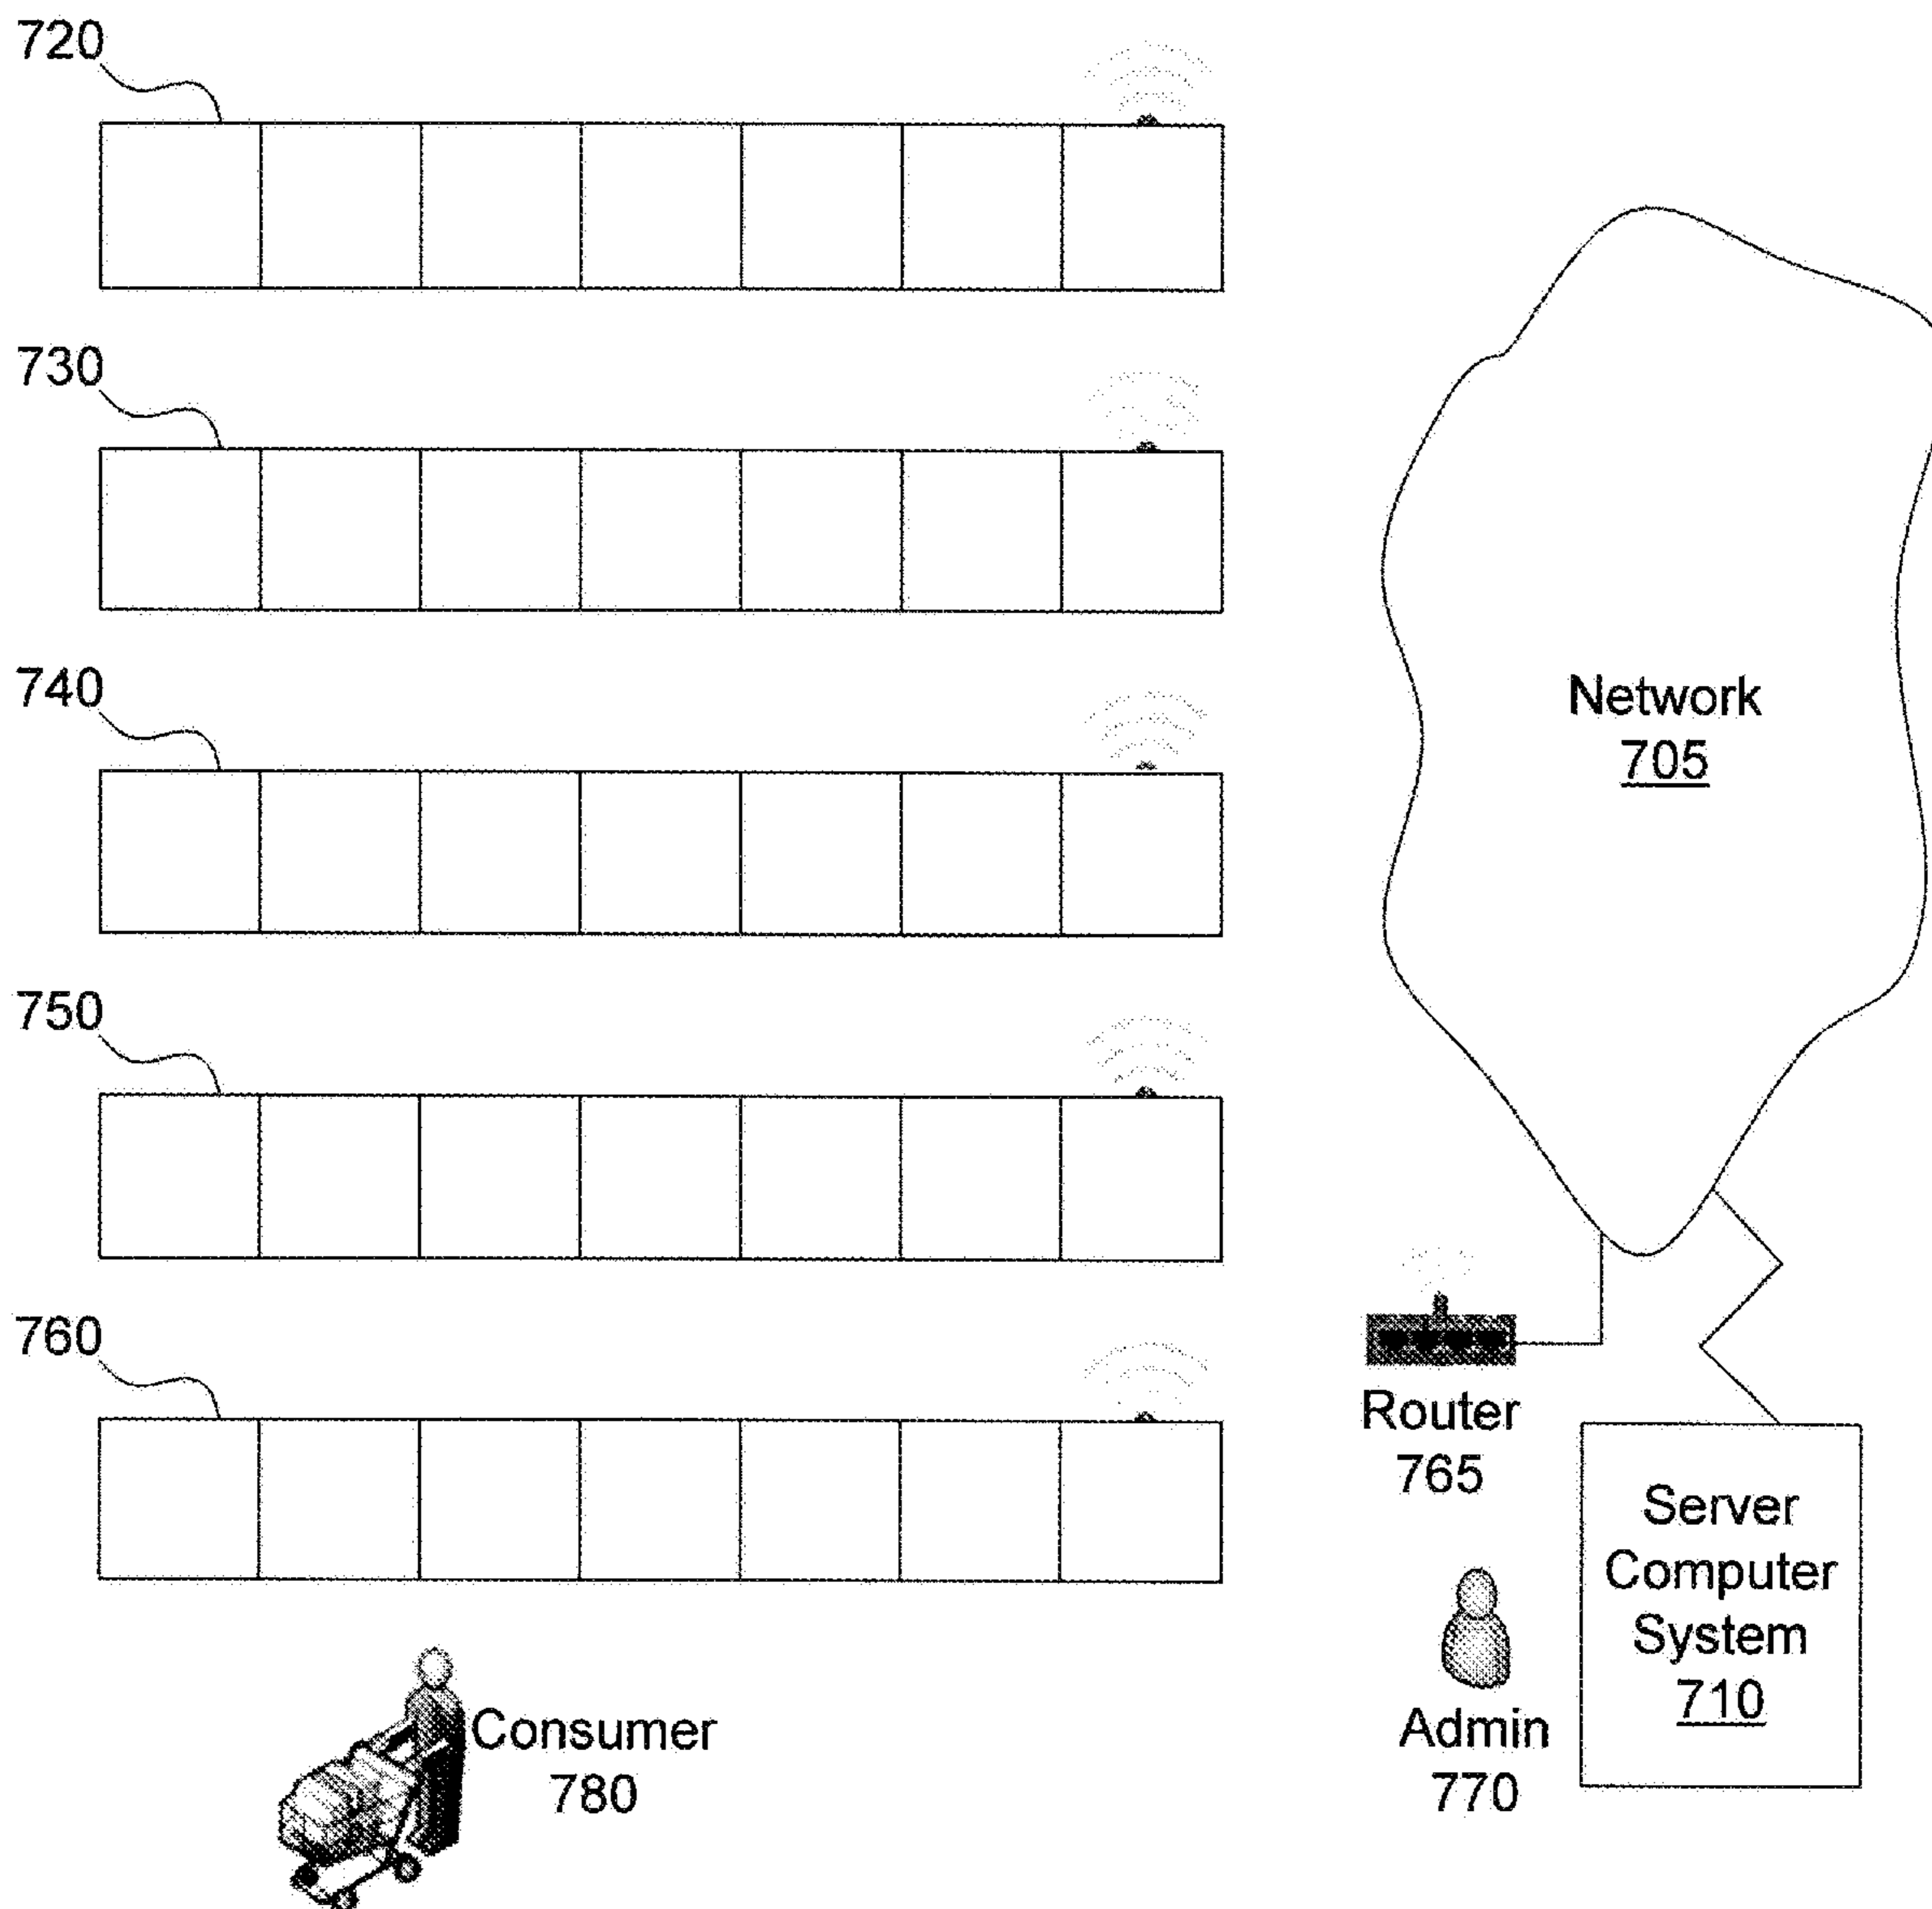 720
730
740
750
760
Network
705
Router
765
Server
Computer
System
710
Admin
770
Consumer
780